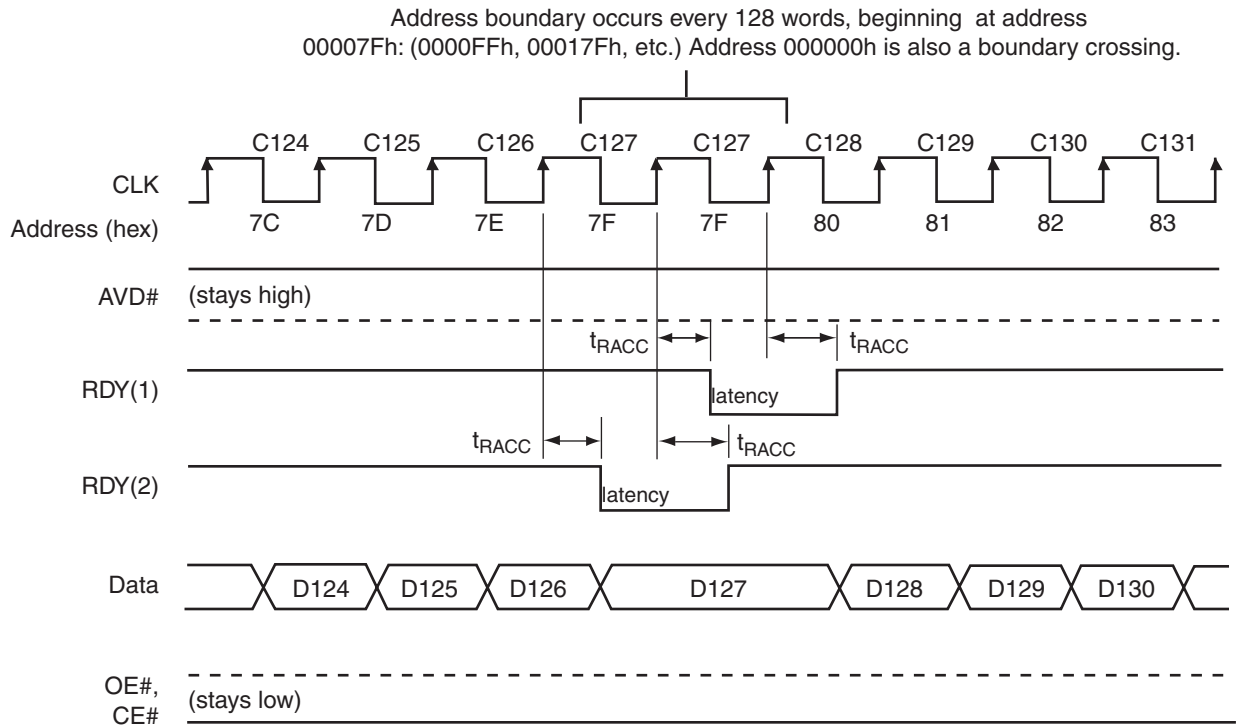 Address boundary occurs every 128 words, beginning at address
00007Fh: (0000FFh, 00017Fh, etc.) Address 000000h is also a boundary crossing.
C124 C125 C126 C127 C127 C128 C129 C130 C131
CLK
Address (hex) 7C 7D 7E 7F 7F 80 81 82 83
AVD# (stays high)
tRACC tRACC
RDY(1) latency
tRACC tRACC
RDY(2) latency
Data D124 D125 D126 D127 D128 D129 D130
OE#,
CE# (stays low)